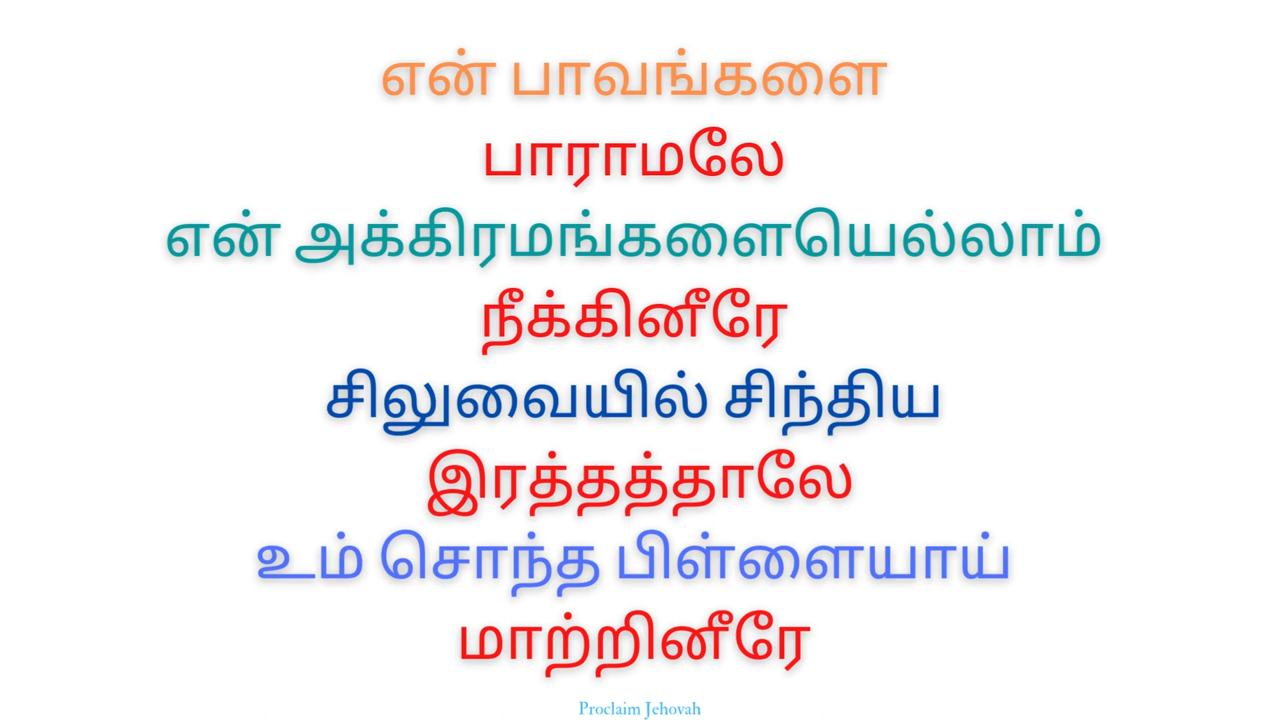 என் பாவங்களை
பாராமலே
என் அக்கிரமங்களையெல்லாம்
நீக்கினீரே
சிலுவையில் சிந்திய
இரத்தத்தாலே
உம் சொந்த பிள்ளையாய்
மாற்றினீரே
Proclaim Jehovah